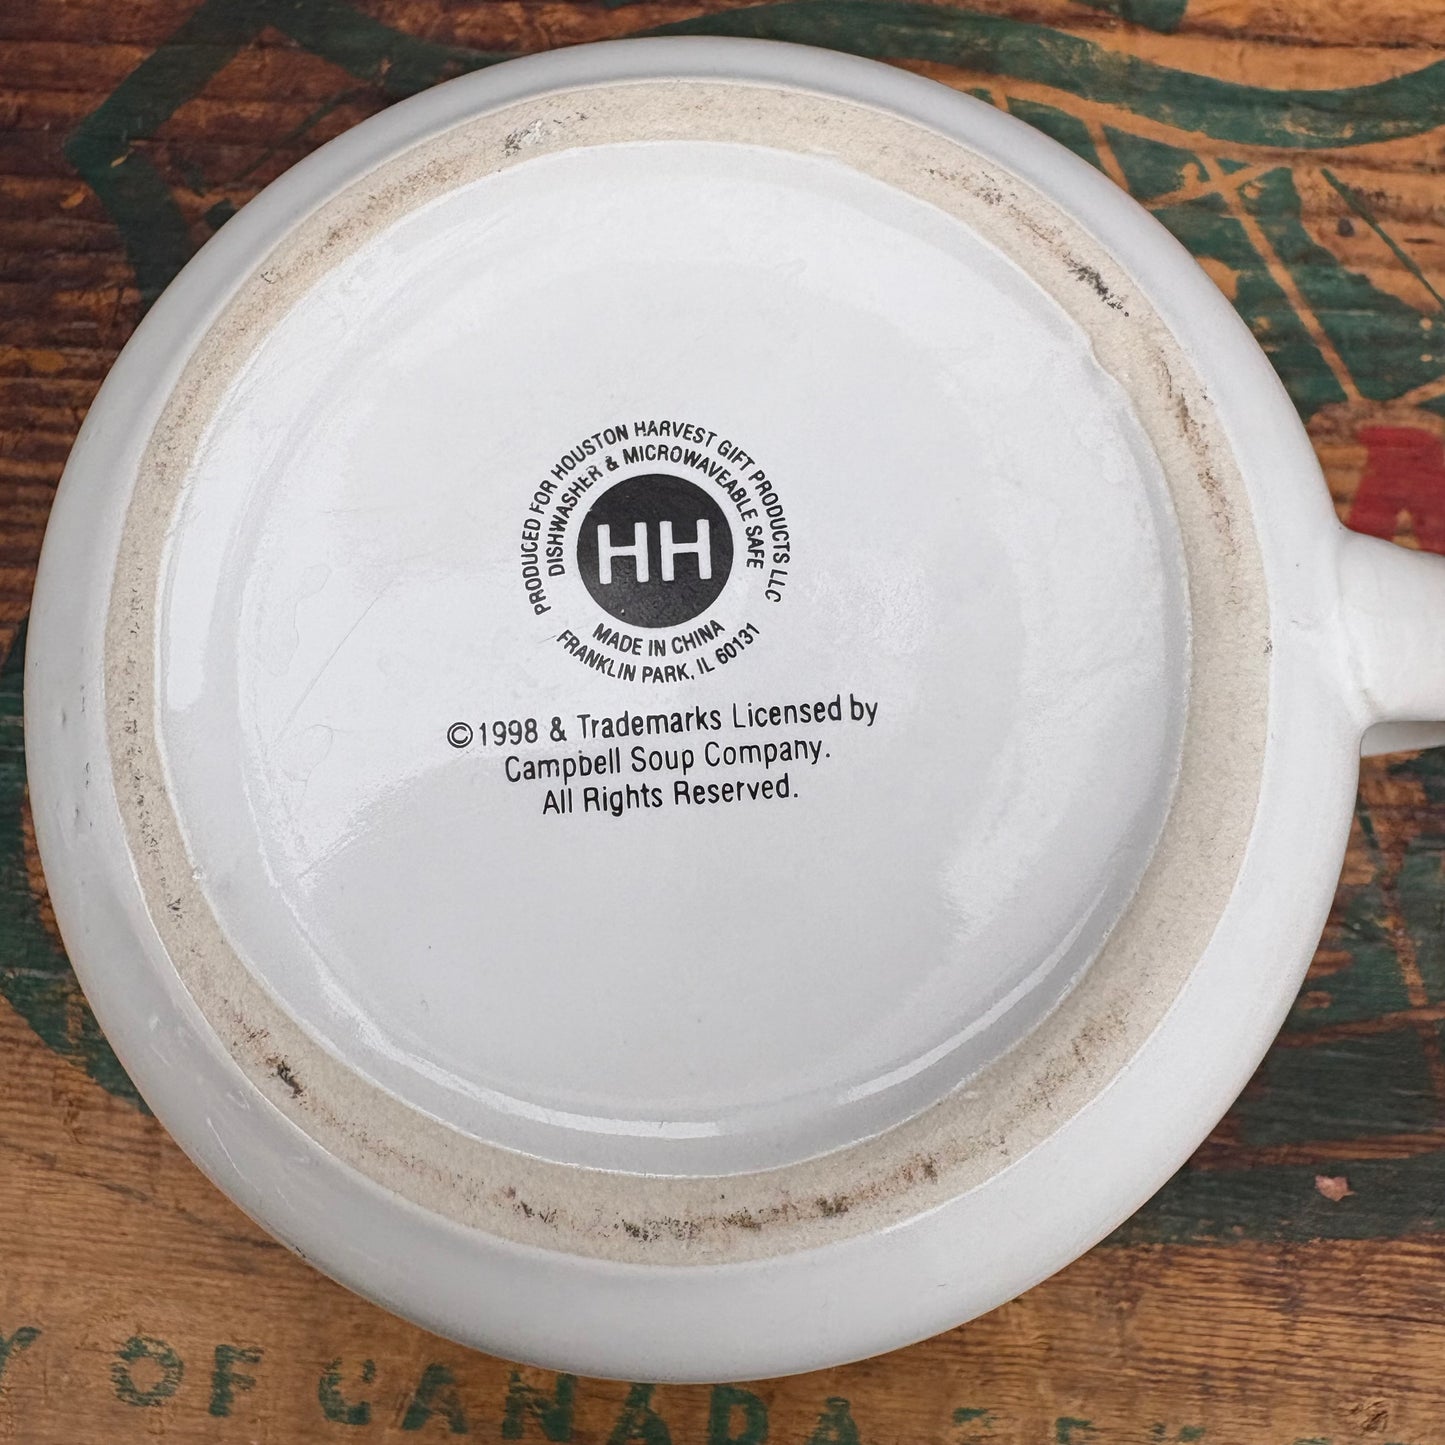 PRODUCED FOR HOUSTON HARVEST GIFT PRODUCTS LLC
DISHWASHER & MICROWAVEABLE SAFE
HH
MADE IN CHINA
FRANKLIN PARK, IL 60131
© 1998 & Trademarks Licensed by
Campbell Soup Company.
All Rights Reserved.
OF CANADA